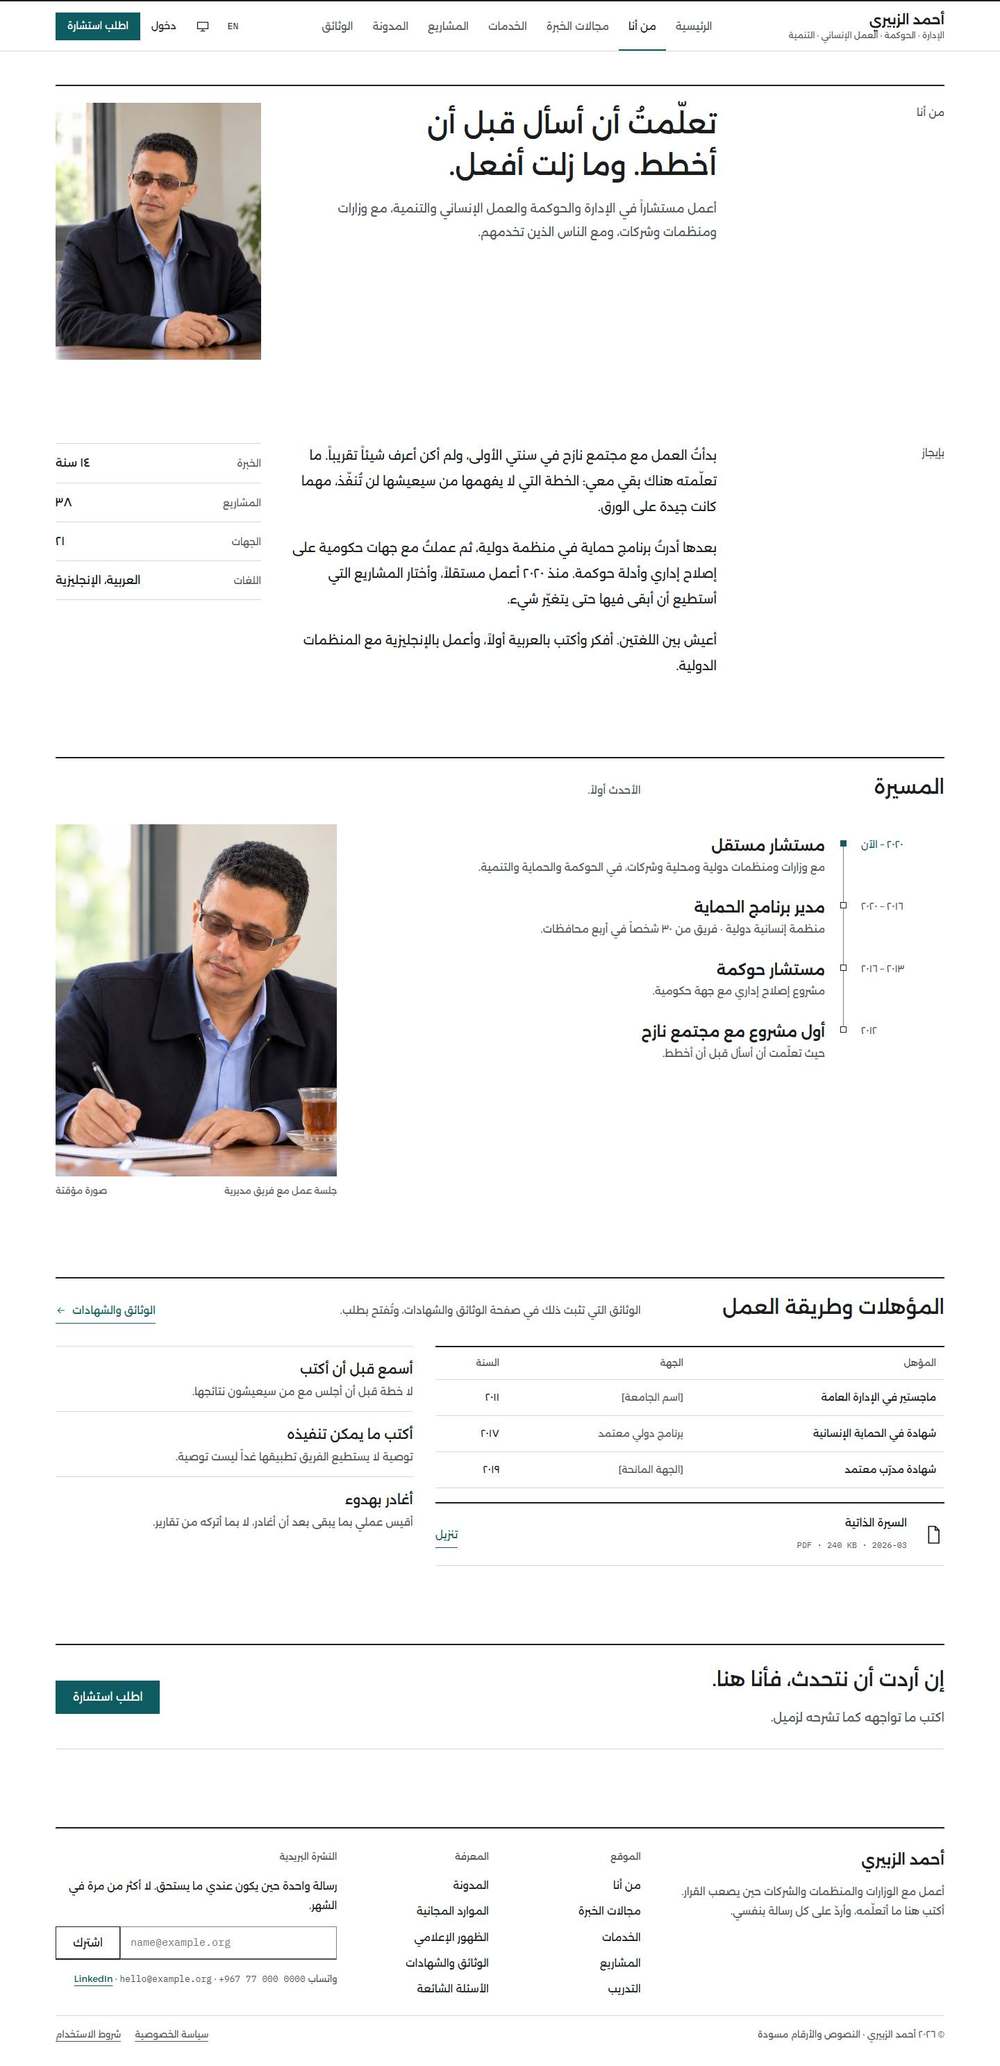 أحمد الزبيري
الإدارة · الحوكمة · العمل الإنساني · التنمية
الرئيسية
من أنا
مجالات الخبرة
الخدمات
المشاريع
المدونة
الوثائق
EN
دخول
اطلب استشارة
من أنا
تعلّمتُ أن أسأل قبل أن
أخطط. وما زلت أفعل.
أعمل مستشاراً في الإدارة والحوكمة والعمل الإنساني والتنمية، مع وزارات
ومنظمات وشركات، ومع الناس الذين تخدمهم.
بإيجاز
بدأتُ العمل مع مجتمع نازح في سنتي الأولى، ولم أكن أعرف شيئاً تقريباً. ما
تعلّمته هناك بقي معي: الخطة التي لا يفهمها من سيعيشها لن تُنفّذ، مهما
كانت جيدة على الورق.
بعدها أدرتُ برنامج حماية في منظمة دولية، ثم عملتُ مع جهات حكومية على
إصلاح إداري وأدلة حوكمة. منذ ٢٠٢٠ أعمل مستقلاً، وأختار المشاريع التي
أستطيع أن أبقى فيها حتى يتغيّر شيء.
أعيش بين اللغتين. أفكر وأكتب بالعربية أولاً، وأعمل بالإنجليزية مع المنظمات
الدولية.
الخبرة ١٤ سنة
المشاريع ٣٨
الجهات ٢١
اللغات العربية، الإنجليزية
المسيرة
الأحدث أولاً.
٢٠٢٠ – الآن
مستشار مستقل
مع وزارات ومنظمات دولية ومحلية وشركات، في الحوكمة والحماية والتنمية.
٢٠١٦ – ٢٠٢٠
مدير برنامج الحماية
منظمة إنسانية دولية · فريق من ٣٠ شخصاً في أربع محافظات.
٢٠١٣ – ٢٠١٦
مستشار حوكمة
مشروع إصلاح إداري مع جهة حكومية.
٢٠١٢
أول مشروع مع مجتمع نازح
حيث تعلّمت أن أسأل قبل أن أخطط.
جلسة عمل مع فريق مديرية
صورة مؤقتة
المؤهلات وطريقة العمل
الوثائق التي تثبت ذلك في صفحة الوثائق والشهادات، وتُفتح بطلب.
الوثائق والشهادات ←
المؤهل الجهة السنة
ماجستير في الإدارة العامة [اسم الجامعة] ٢٠١١
شهادة في الحماية الإنسانية برنامج دولي معتمد ٢٠١٧
شهادة مدرّب معتمد [الجهة المانحة] ٢٠١٩
السيرة الذاتية
PDF · 240 KB · 2026-03
تنزيل
أسمع قبل أن أكتب
لا خطة قبل أن أجلس مع من سيعيشون نتائجها.
أكتب ما يمكن تنفيذه
توصية لا يستطيع الفريق تطبيقها غداً ليست توصية.
أغادر بهدوء
أقيس عملي بما يبقى بعد أن أغادر، لا بما أتركه من تقارير.
إن أردت أن نتحدث، فأنا هنا.
اكتب ما تواجهه كما تشرحه لزميل.
اطلب استشارة
أحمد الزبيري
أعمل مع الوزارات والمنظمات والشركات حين يصعب القرار.
أكتب هنا ما أتعلّمه، وأردّ على كل رسالة بنفسي.
الموقع
من أنا
مجالات الخبرة
الخدمات
المشاريع
التدريب
المعرفة
المدونة
الموارد المجانية
الظهور الإعلامي
الوثائق والشهادات
الأسئلة الشائعة
النشرة البريدية
رسالة واحدة حين يكون عندي ما يستحق. لا أكثر من مرة في
الشهر.
name@example.org
اشترك
واتساب +967 77 000 0000 · hello@example.org · LinkedIn
© ٢٠٢٦ أحمد الزبيري · النصوص والأرقام مسودة
سياسة الخصوصية
شروط الاستخدام